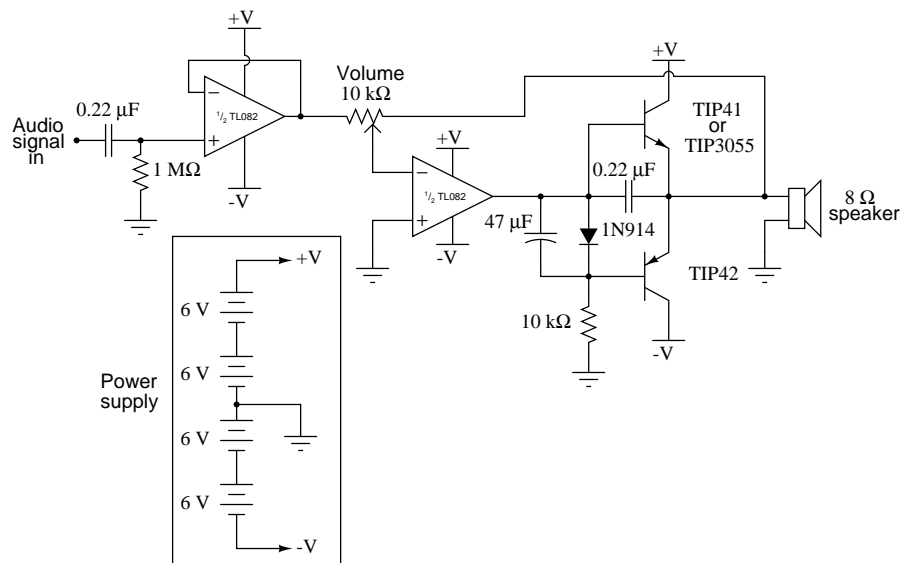 +V
Volume
10 kΩ
+V
0.22 µF
−
½ TL082
+
Audio
signal
in
1 MΩ
-V
TIP41
or
TIP3055
+V
−
½ TL082
+
-V
0.22 µF
47 µF
1N914
8 Ω
speaker
TIP42
10 kΩ
-V
+V
6 V
6 V
Power
supply
6 V
6 V
-V